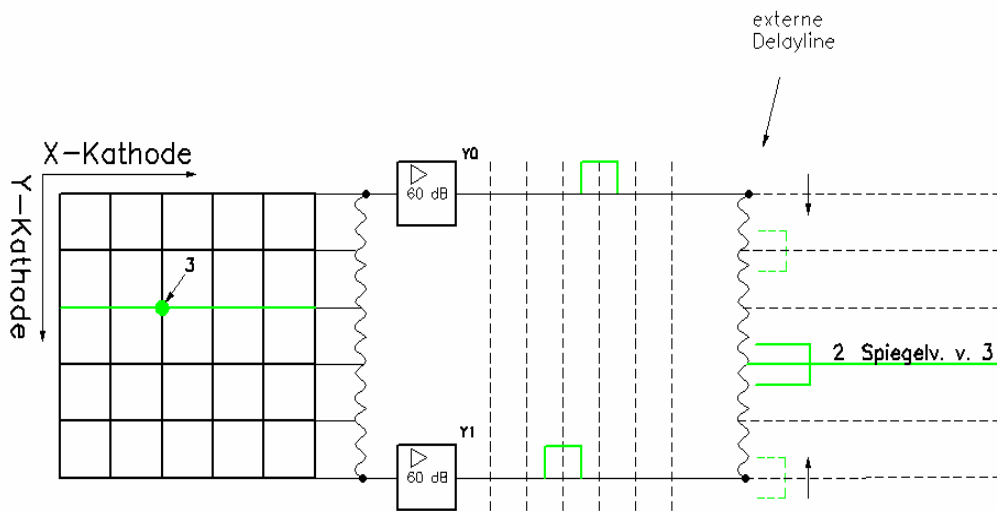 externe
Delayline
X-Kathode
Y-Kathode
Y0
60 dB
3
2 Spiegelv. v. 3
Y1
60 dB